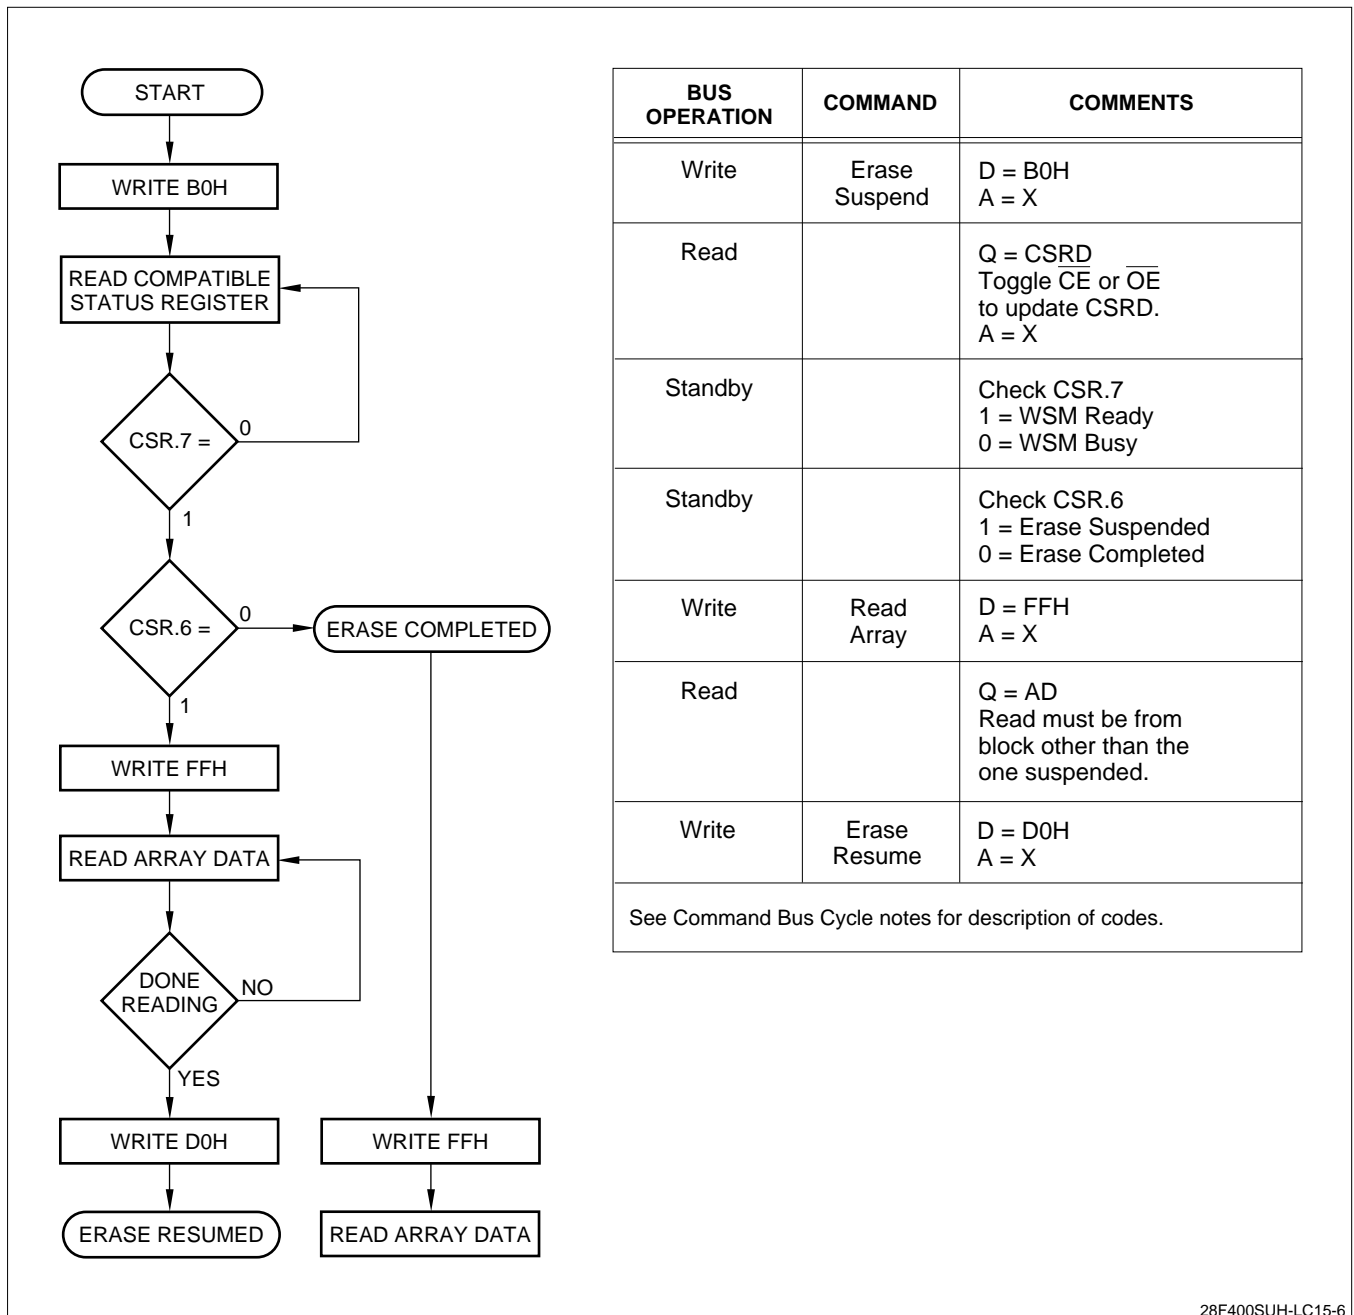 START
WRITE B0H
READ COMPATIBLE
STATUS REGISTER
CSR.7 =
0
1
CSR.6 =
0
ERASE COMPLETED
1
WRITE FFH
READ ARRAY DATA
DONE
READING
NO
YES
WRITE D0H
WRITE FFH
ERASE RESUMED
READ ARRAY DATA
BUS
OPERATION
COMMAND
COMMENTS
Write
Erase
Suspend
D = B0H
A = X
Read
Q = CSRD
Toggle C̅E̅ or O̅E̅
to update CSRD.
A = X
Standby
Check CSR.7
1 = WSM Ready
0 = WSM Busy
Standby
Check CSR.6
1 = Erase Suspended
0 = Erase Completed
Write
Read
Array
D = FFH
A = X
Read
Q = AD
Read must be from
block other than the
one suspended.
Write
Erase
Resume
D = D0H
A = X
See Command Bus Cycle notes for description of codes.
28F400SUH-LC15-6